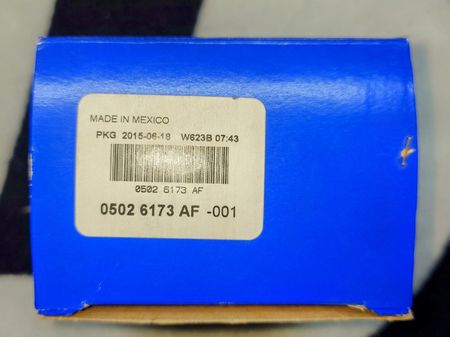 MADE IN MEXICO
PKG 2015-06-18 W623B 07:43
0502 6173 AF
0502 6173 AF -001